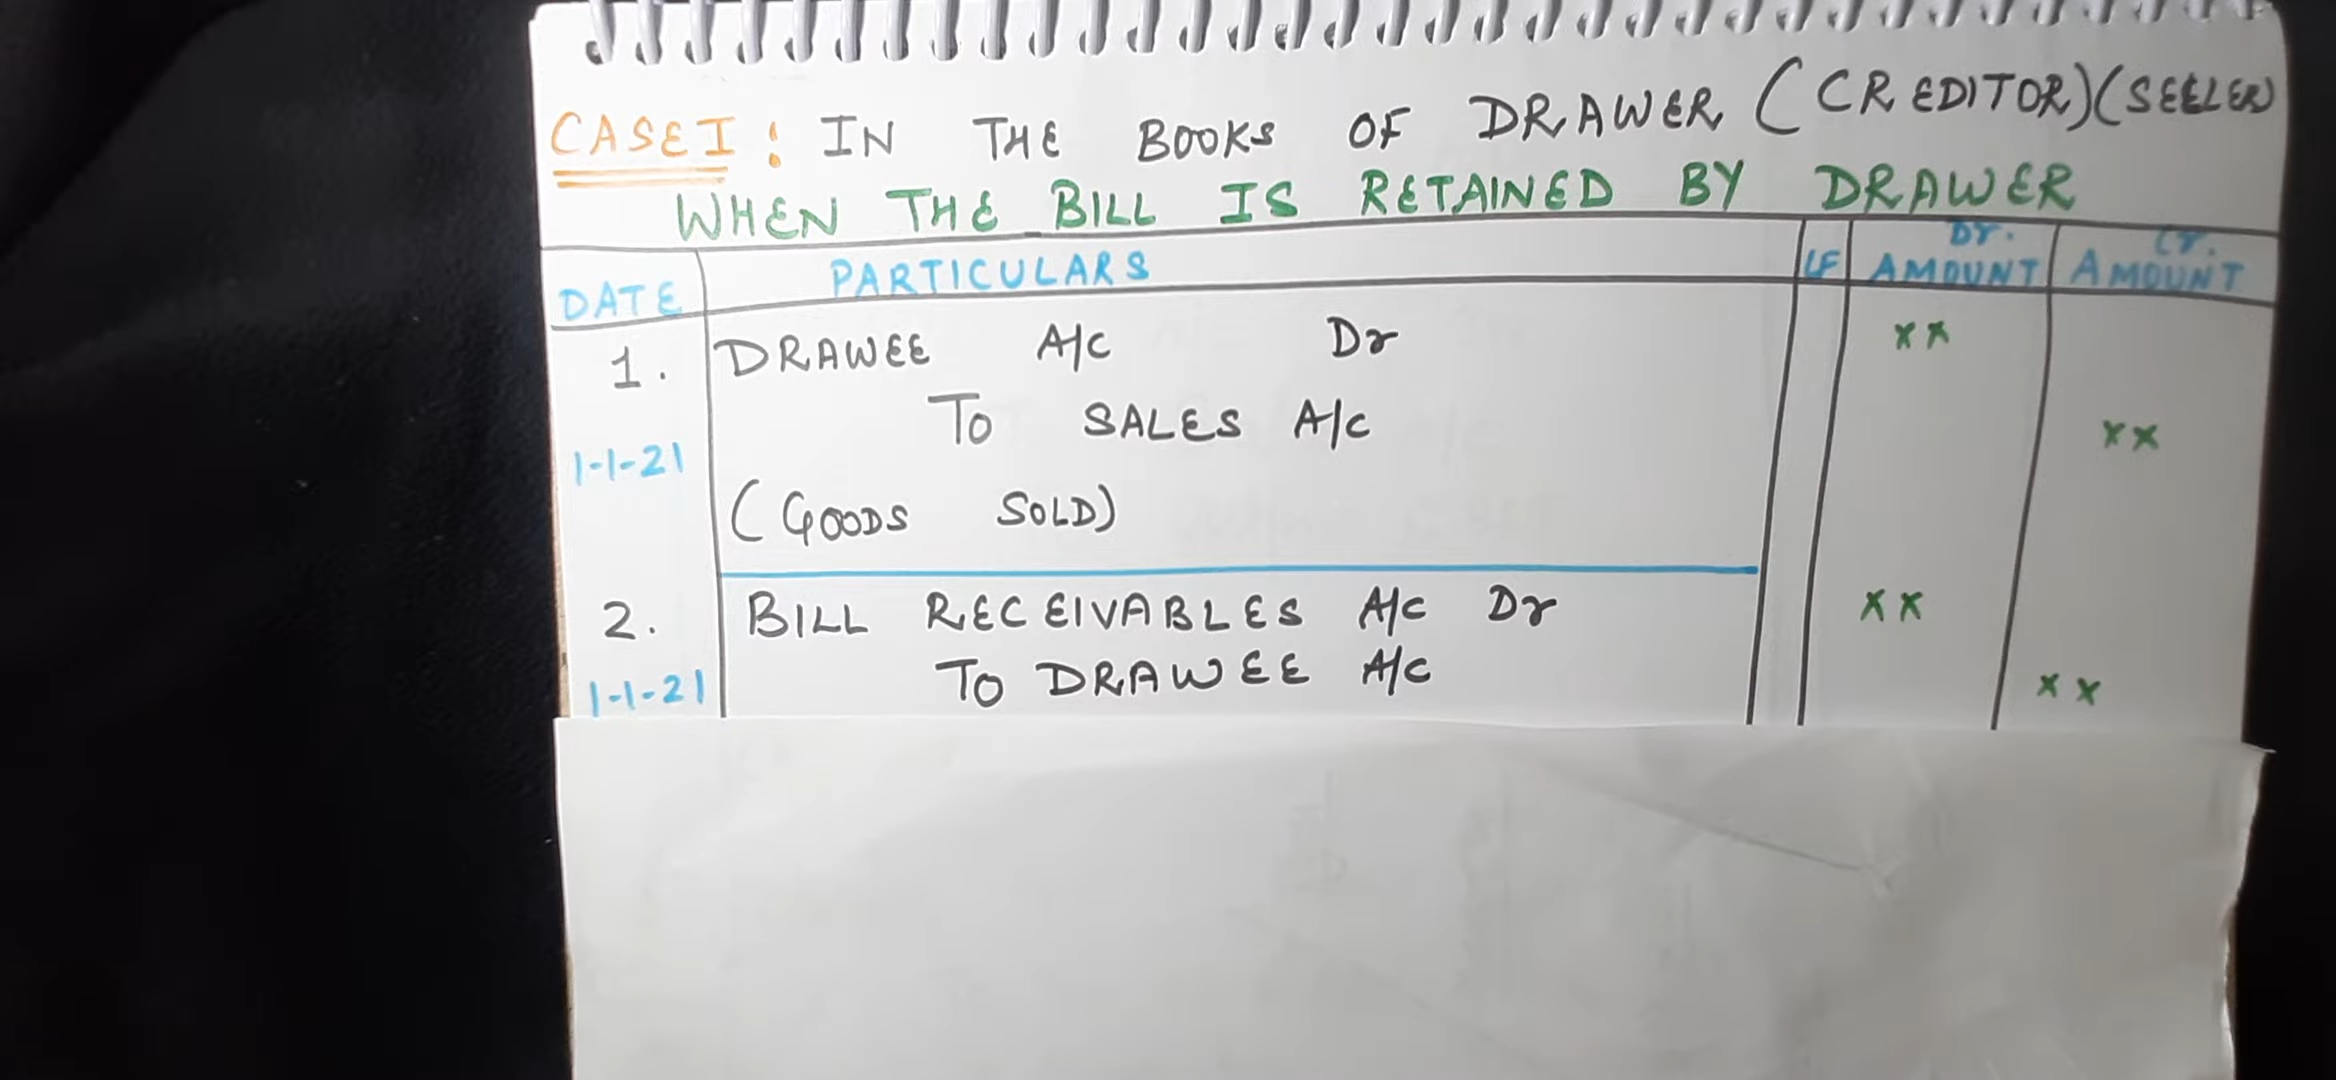 CASE I : IN THE BOOKS OF DRAWER (CREDITOR)(SEELER)
WHEN THE BILL IS RETAINED BY DRAWER
DATE PARTICULARS LF Dr. AMOUNT Cr. AMOUNT
1. DRAWEE A/C Dr xx
TO SALES A/C xx
1-1-21
(GOODS SOLD)
2. BILL RECEIVABLES A/C Dr xx
1-1-21 TO DRAWEE A/C xx